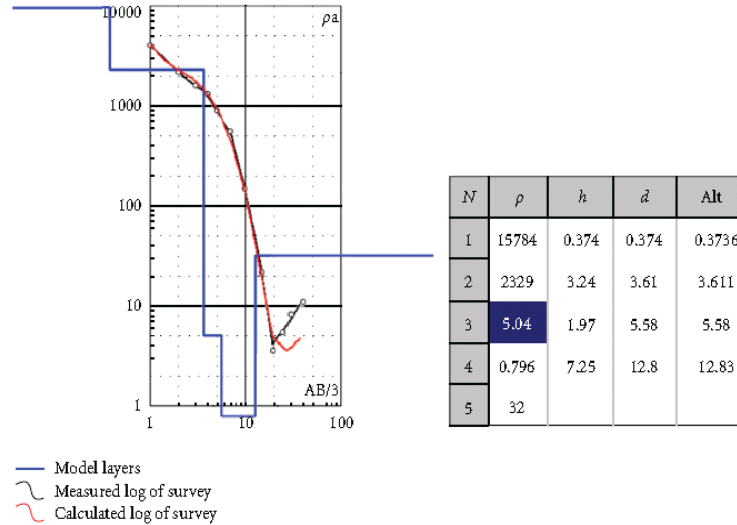 10000
ρa
1000
100
10
AB/3
1
1 10 100
N ρ h d Alt
1 15784 0.374 0.374 0.3736
2 2329 3.24 3.61 3.611
3 5.04 1.97 5.58 5.58
4 0.796 7.25 12.8 12.83
5 32
Model layers
Measured log of survey
Calculated log of survey